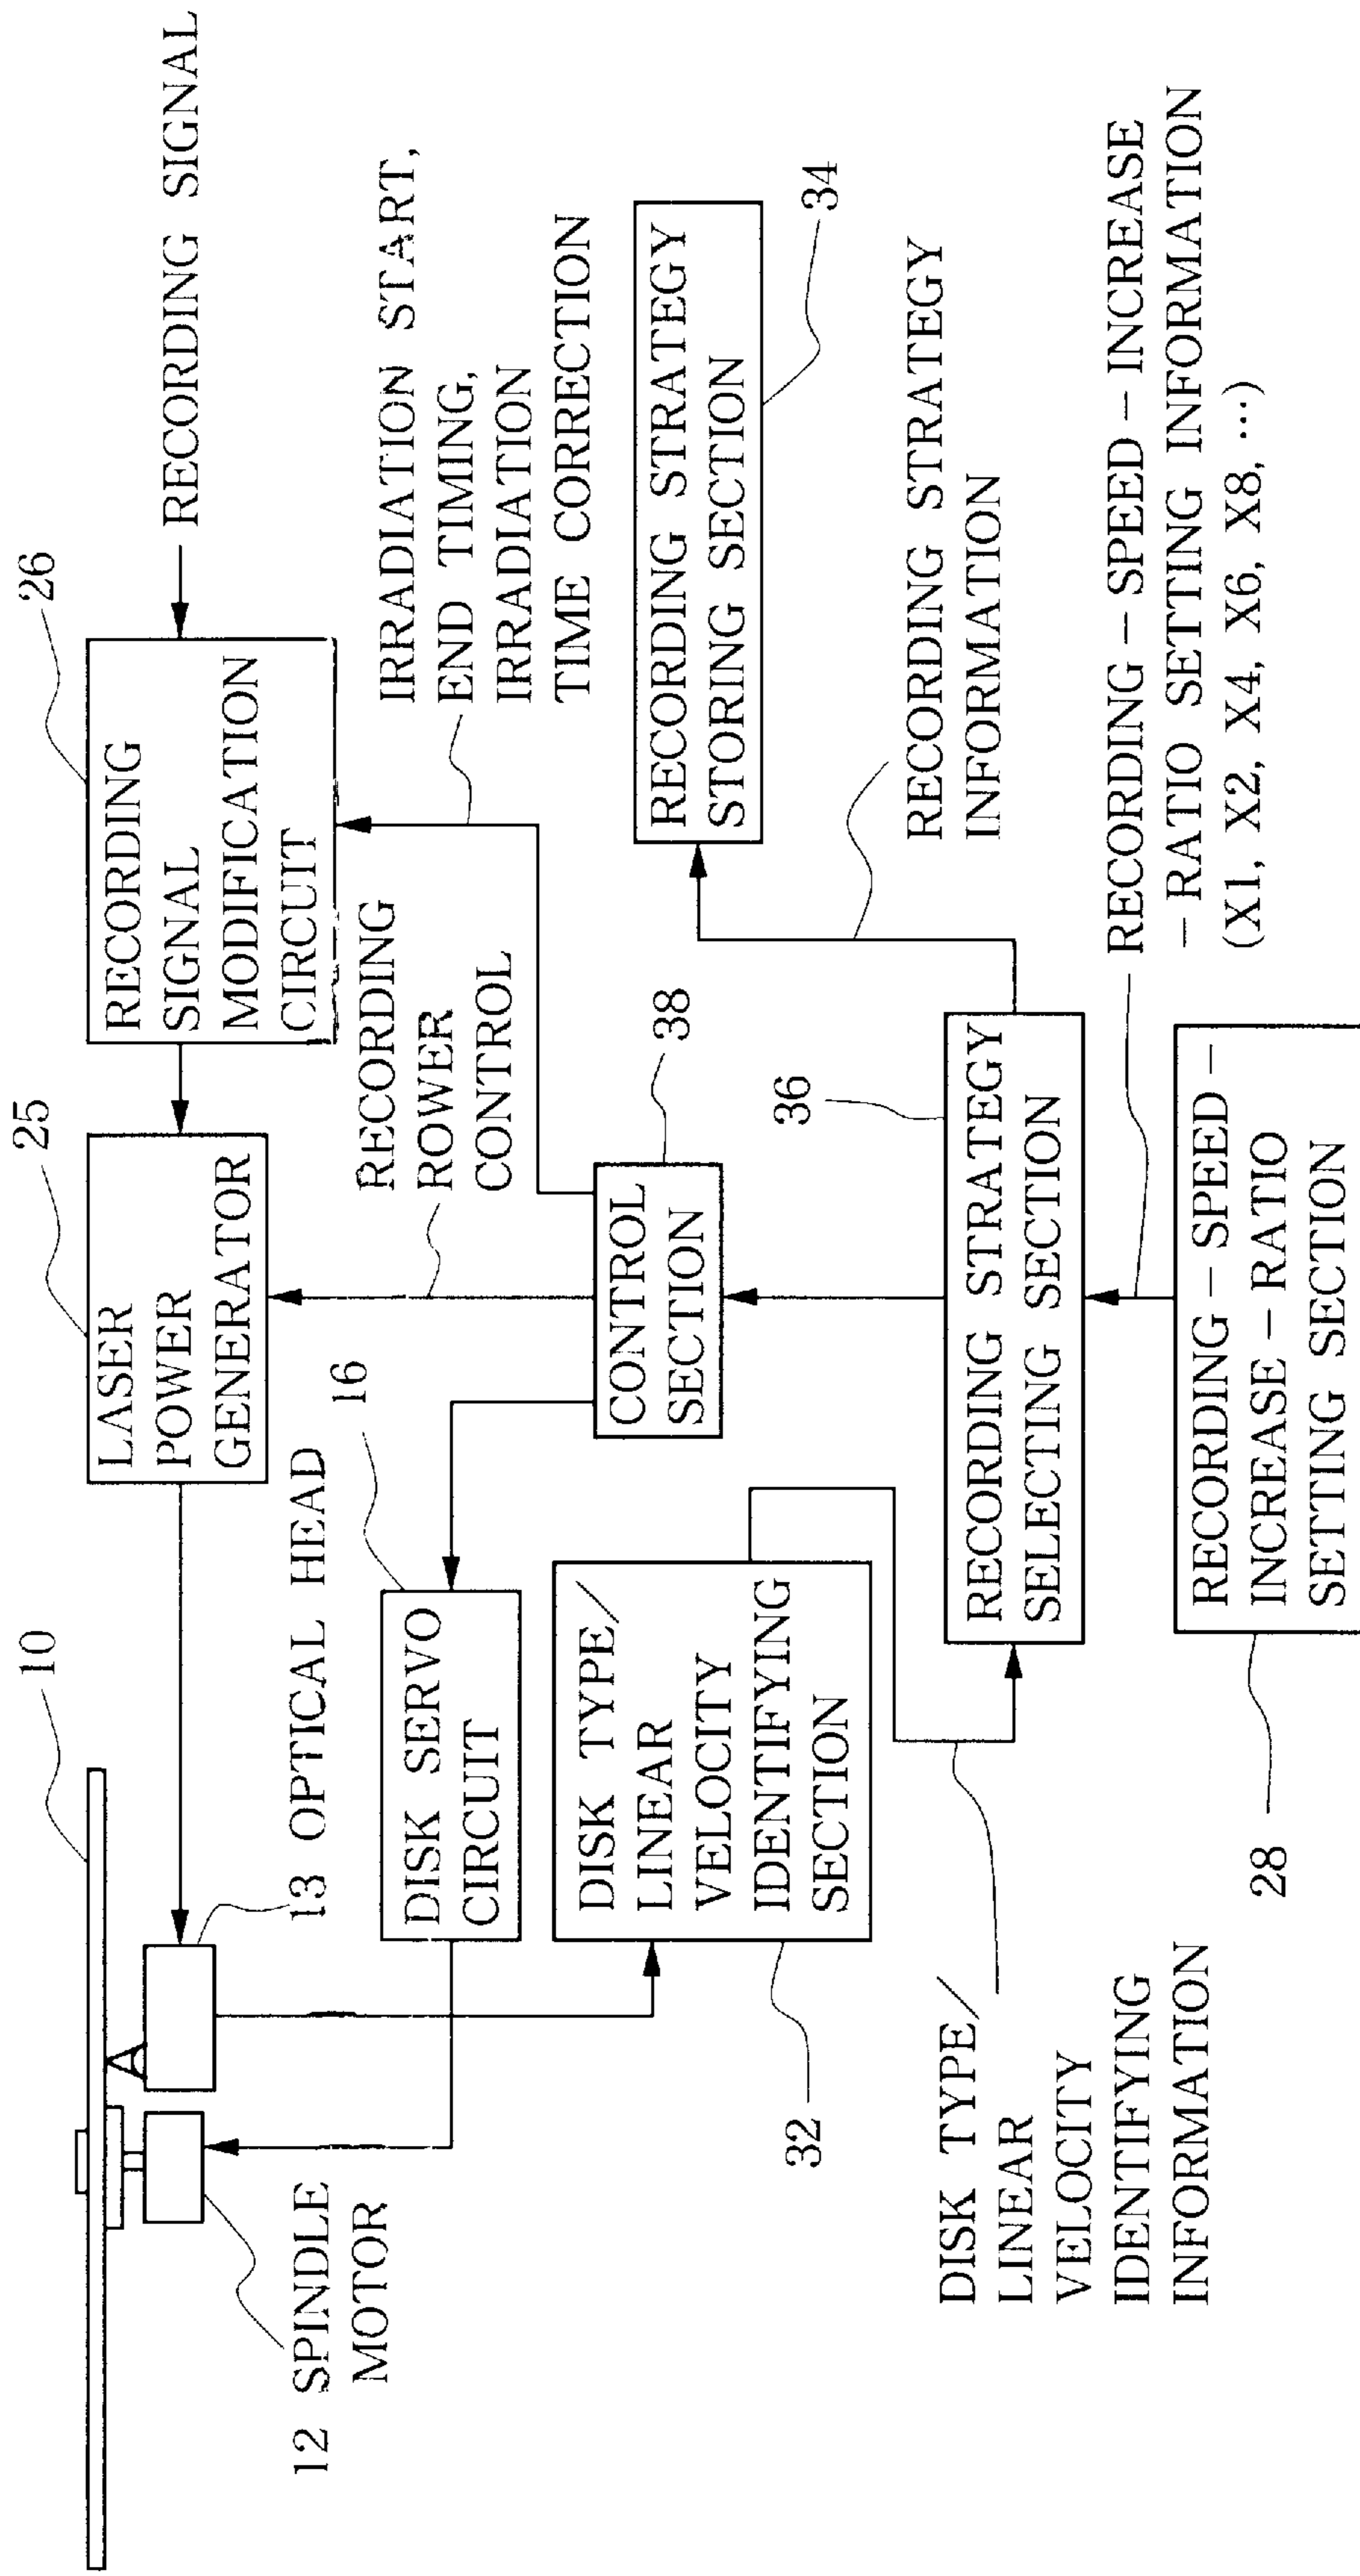 10
12 SPINDLE
MOTOR
13 OPTICAL HEAD
25
LASER
POWER
GENERATOR
26
RECORDING
SIGNAL
MODIFICATION
CIRCUIT
RECORDING SIGNAL
16
DISK SERVO
CIRCUIT
RECORDING
ROWER
CONTROL
IRRADIATION START,
END TIMING,
IRRADIATION
TIME CORRECTION
DISK TYPE/
LINEAR
VELOCITY
IDENTIFYING
SECTION
32
CONTROL
SECTION
38
RECORDING STRATEGY
STORING SECTION
34
DISK TYPE/
LINEAR
VELOCITY
IDENTIFYING
INFORMATION
36
RECORDING STRATEGY
SELECTING SECTION
RECORDING STRATEGY
INFORMATION
28
RECORDING-SPEED-
INCREASE-RATIO
SETTING SECTION
RECORDING-SPEED-INCREASE
-RATIO SETTING INFORMATION
(X1, X2, X4, X6, X8, …)